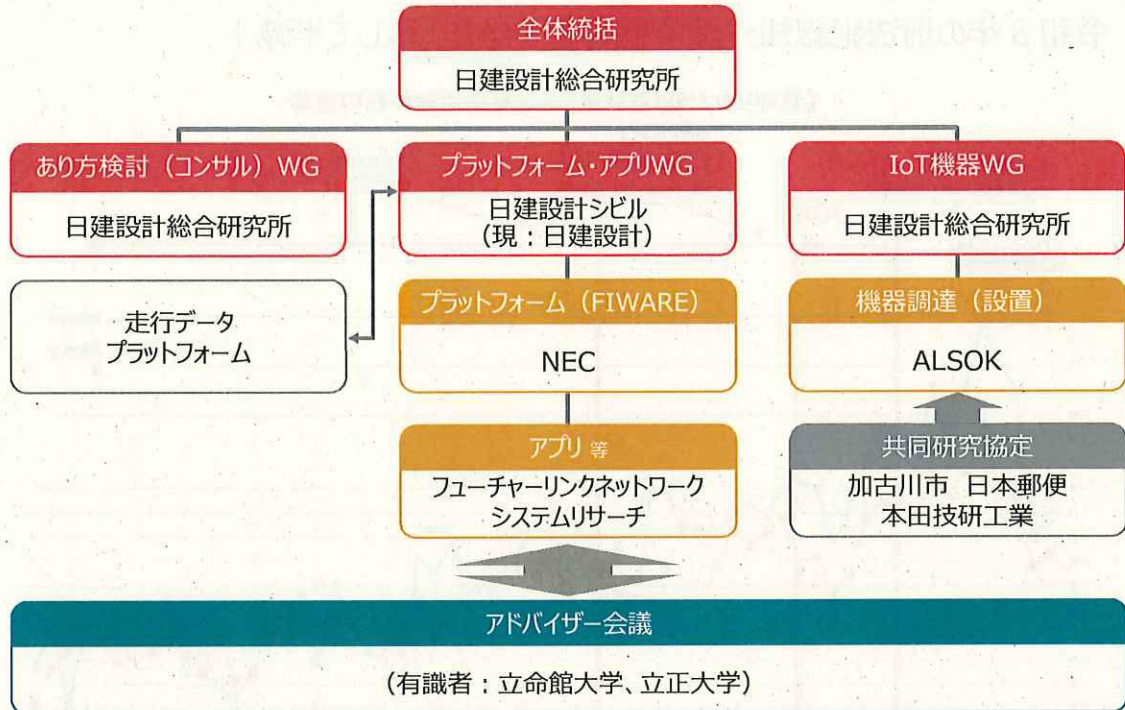 全体統括
日建設計総合研究所
あり方検討（コンサル）WG
日建設計総合研究所
プラットフォーム・アプリWG
日建設計シビル
（現：日建設計）
IoT機器WG
日建設計総合研究所
走行データ
プラットフォーム
プラットフォーム（FIWARE）
NEC
機器調達（設置）
ALSOK
アプリ 等
フューチャーリンクネットワーク
システムリサーチ
共同研究協定
加古川市 日本郵便
本田技研工業
アドバイザー会議
（有識者：立命館大学、立正大学）